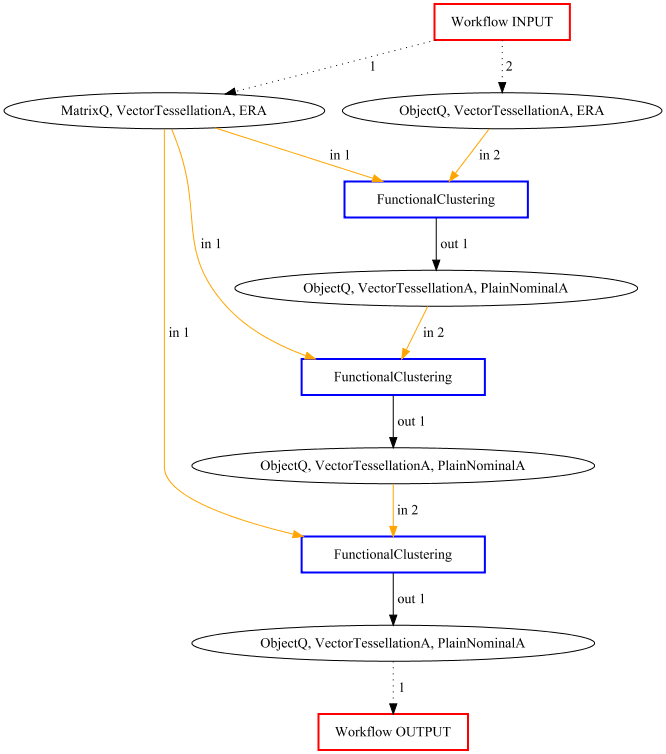 Workflow INPUT
1
2
MatrixQ, VectorTessellationA, ERA
ObjectQ, VectorTessellationA, ERA
in 1
in 2
FunctionalClustering
in 1
out 1
ObjectQ, VectorTessellationA, PlainNominalA
in 1
in 2
FunctionalClustering
out 1
ObjectQ, VectorTessellationA, PlainNominalA
in 2
FunctionalClustering
out 1
ObjectQ, VectorTessellationA, PlainNominalA
1
Workflow OUTPUT